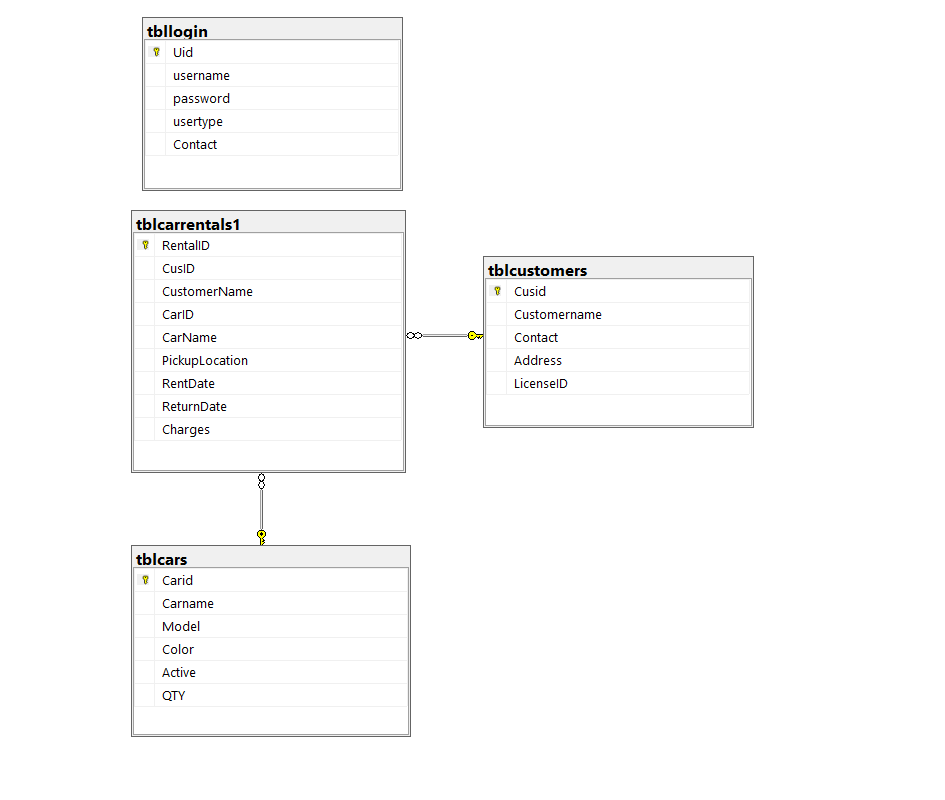 tbllogin
Uid
username
password
usertype
Contact
tblcarrentals1
RentalID
CusID
CustomerName
CarID
CarName
PickupLocation
RentDate
ReturnDate
Charges
tblcustomers
Cusid
Customername
Contact
Address
LicenseID
tblcars
Carid
Carname
Model
Color
Active
QTY